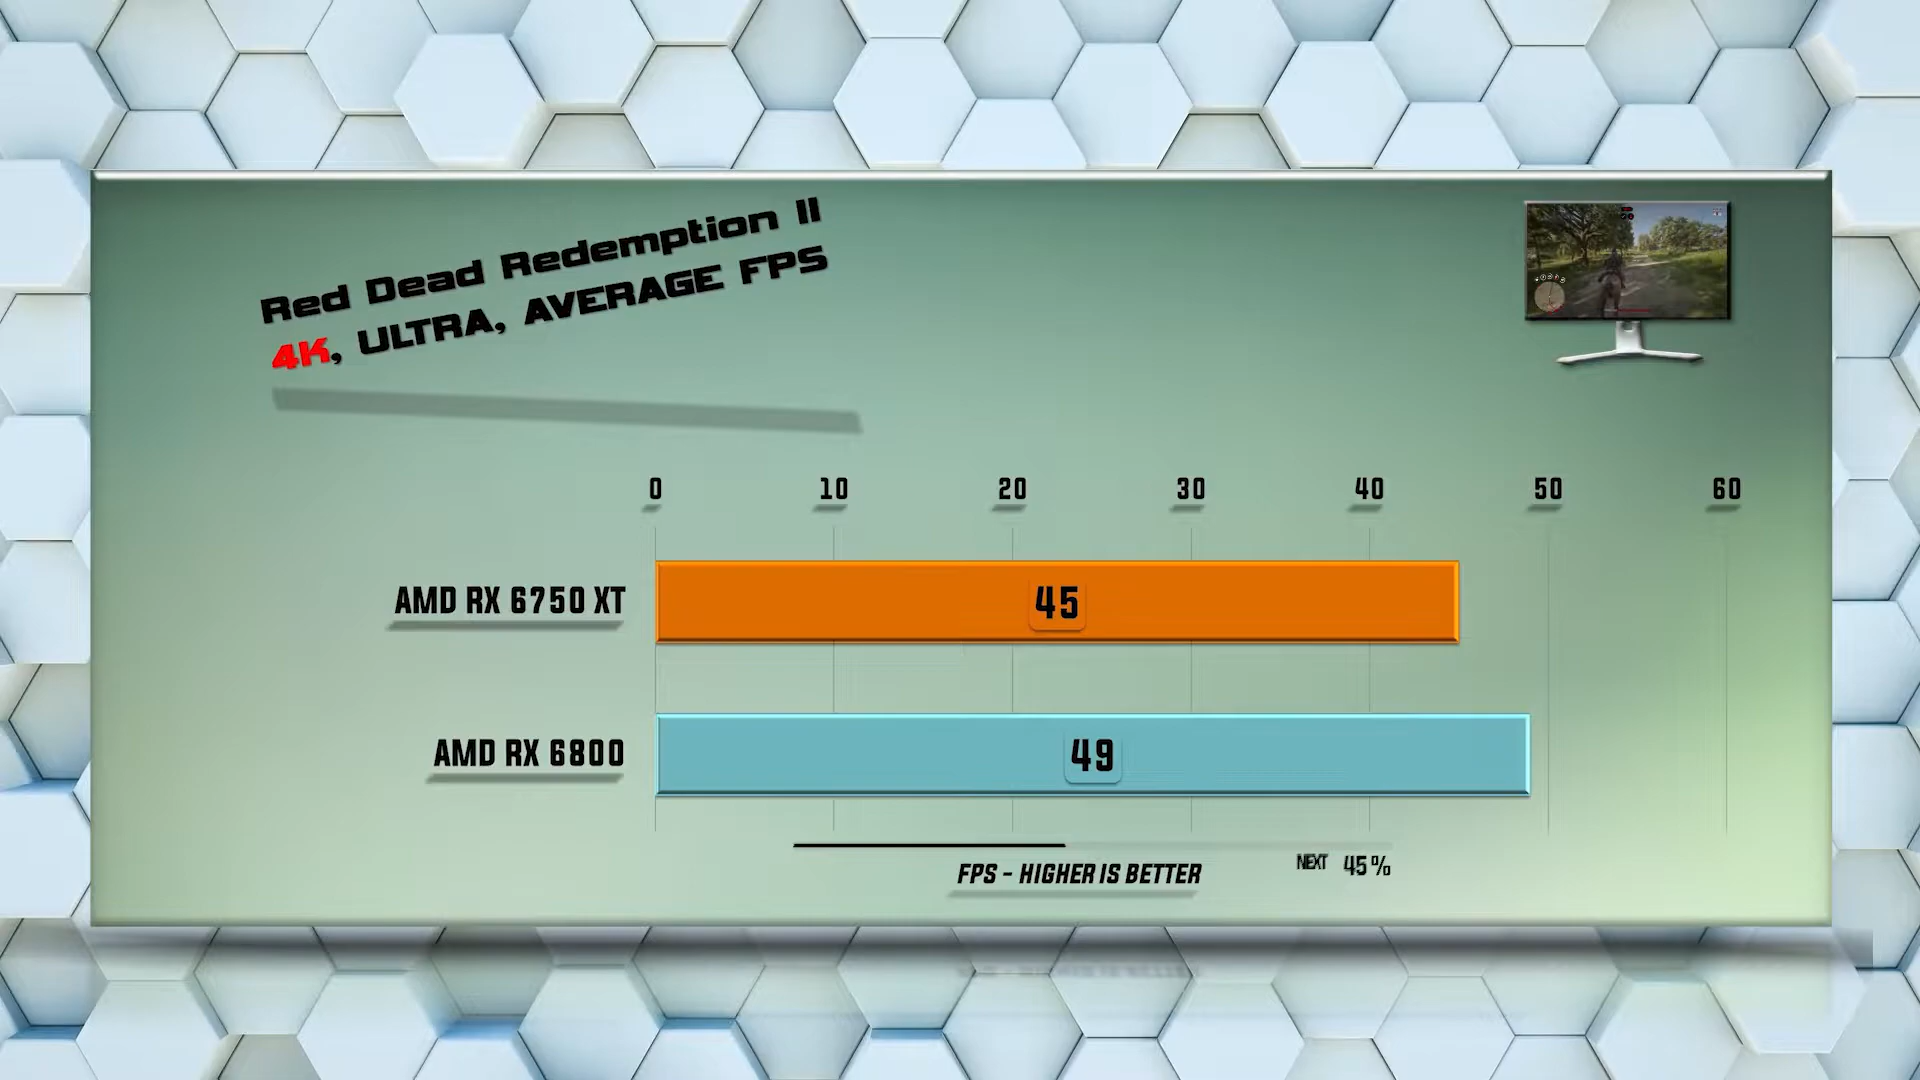 Red Dead Redemption II
4K, ULTRA, AVERAGE FPS
0 10 20 30 40 50 60
AMD RX 6750 XT
45
AMD RX 6800
49
FPS - HIGHER IS BETTER
NEXT 45%